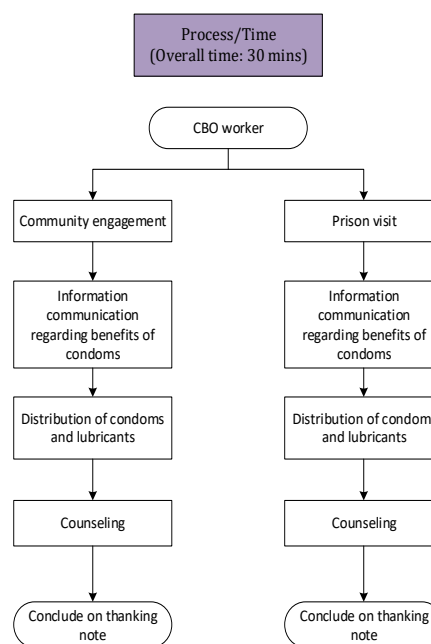 Process/Time
(Overall time: 30 mins)
CBO worker
Community engagement
Prison visit
Information
communication
regarding benefits of
condoms
Information
communication
regarding benefits of
condoms
Distribution of condoms
and lubricants
Distribution of condoms
and lubricants
Counseling
Counseling
Conclude on thanking
note
Conclude on thanking
note